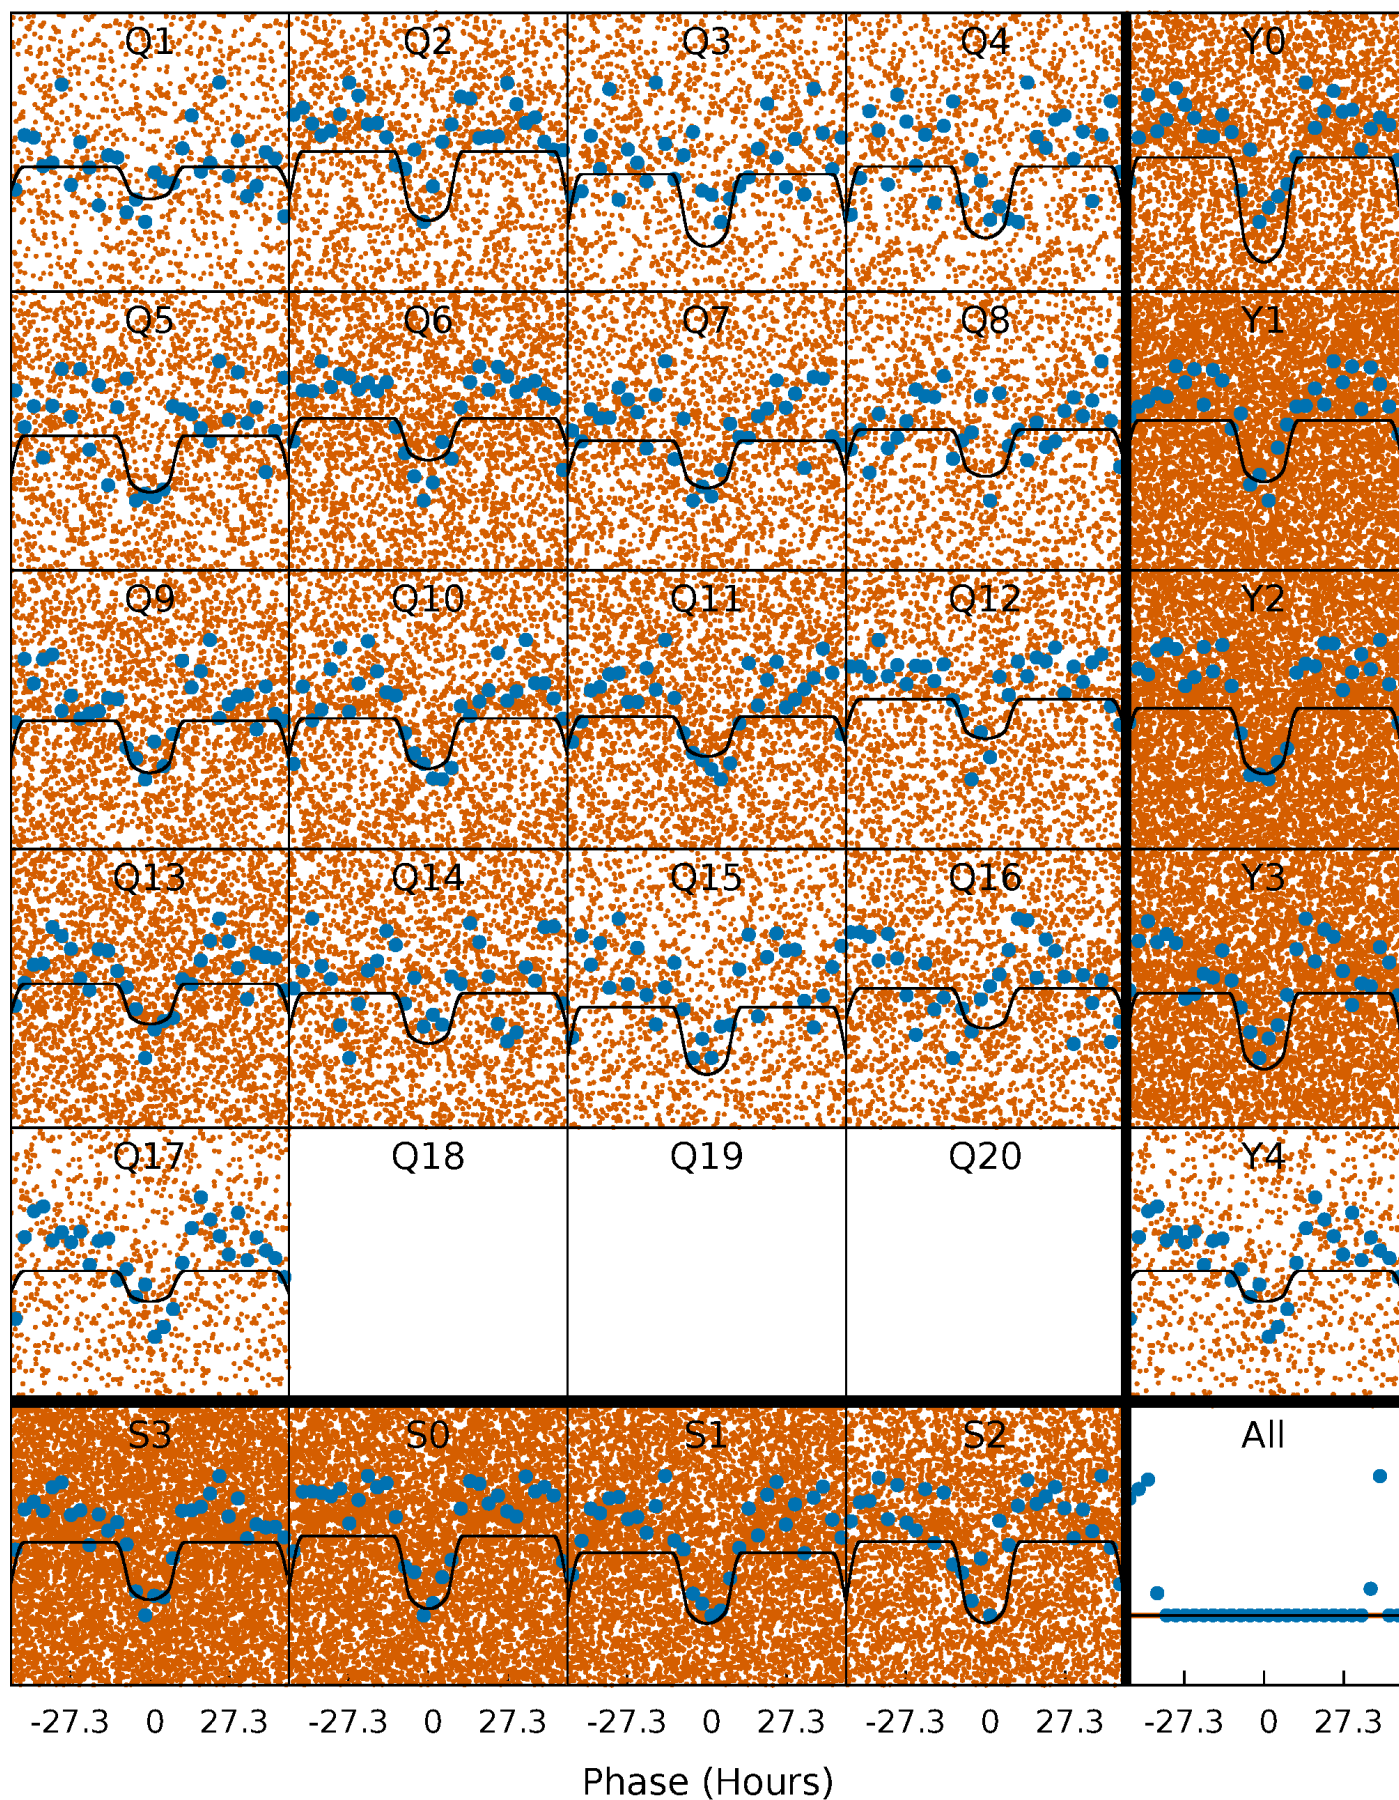 Q1 Q2 Q3 Q4 Y0
Q5 Q6 Q7 Q8 Y1
Q9 Q10 Q11 Q12 Y2
Q13 Q14 Q15 Q16 Y3
Q17 Q18 Q19 Q20 Y4
S3 S0 S1 S2 All
-27.3 0 27.3 -27.3 0 27.3 -27.3 0 27.3 -27.3 0 27.3 -27.3 0 27.3
Phase (Hours)